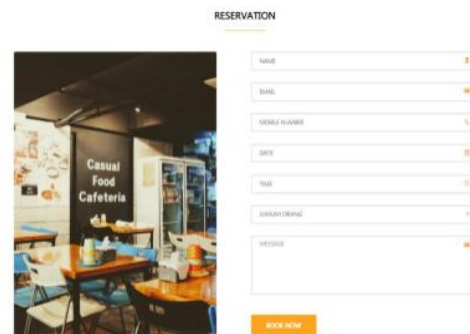 RESERVATION
Casual
Food
Cafeteria
NAME
EMAIL
MOBILE NUMBER
DATE
TIME
JUMLAH ORANG
MESSAGE
BOOK NOW